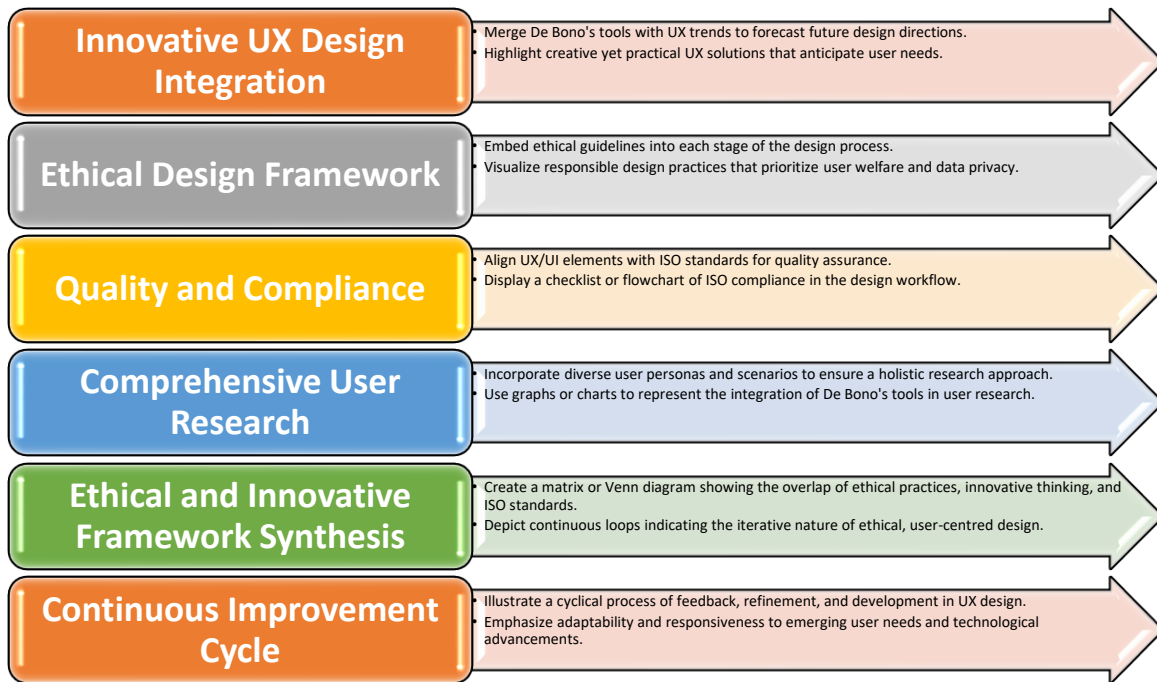 Innovative UX Design
Integration
• Merge De Bono's tools with UX trends to forecast future design directions.
• Highlight creative yet practical UX solutions that anticipate user needs.
Ethical Design Framework
• Embed ethical guidelines into each stage of the design process.
• Visualize responsible design practices that prioritize user welfare and data privacy.
Quality and Compliance
• Align UX/UI elements with ISO standards for quality assurance.
• Display a checklist or flowchart of ISO compliance in the design workflow.
Comprehensive User
Research
• Incorporate diverse user personas and scenarios to ensure a holistic research approach.
• Use graphs or charts to represent the integration of De Bono's tools in user research.
Ethical and Innovative
Framework Synthesis
• Create a matrix or Venn diagram showing the overlap of ethical practices, innovative thinking, and
ISO standards.
• Depict continuous loops indicating the iterative nature of ethical, user-centred design.
Continuous Improvement
Cycle
• Illustrate a cyclical process of feedback, refinement, and development in UX design.
• Emphasize adaptability and responsiveness to emerging user needs and technological
advancements.